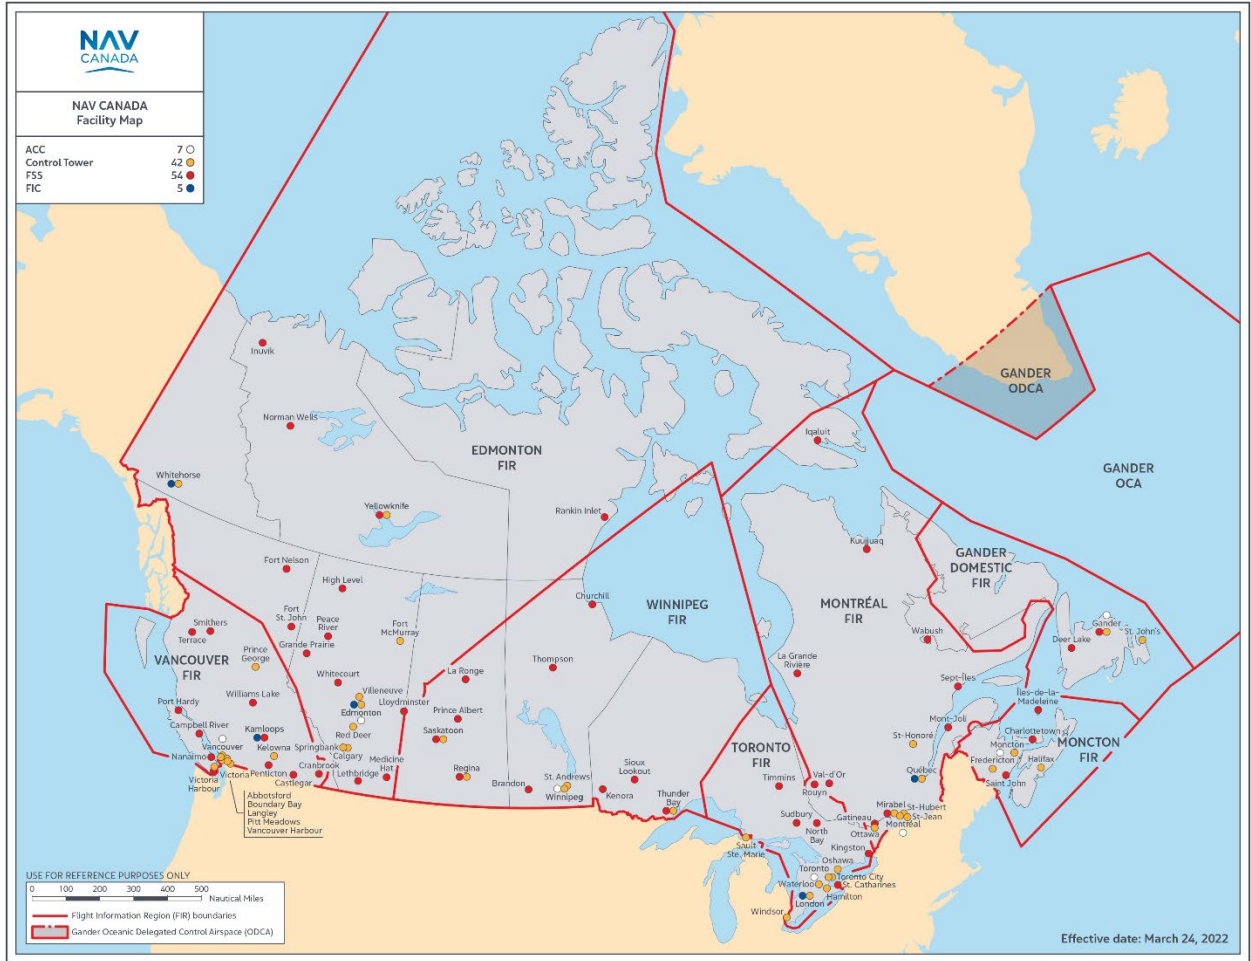 NAV
CANADA
NAV CANADA
Facility Map
ACC 7
Control Tower 42
FSS 54
FIC 5
Inuvik
Norman Wells
Whitehorse
Yellowknife
EDMONTON
FIR
Rankin Inlet
Iqaluit
GANDER
ODCA
GANDER
OCA
Kuujjuaq
GANDER
DOMESTIC
FIR
Fort Nelson
High Level
Churchill
WINNIPEG
FIR
MONTRÉAL
FIR
Fort
St. John
Peace
River
Fort
McMurray
Grande Prairie
Smithers
Terrace
Prince
George
VANCOUVER
FIR
Wabush
Gander
St. John's
Deer Lake
La Grande
Rivière
Thompson
La Ronge
Whitecourt
Villeneuve
Lloydminster
Edmonton
Williams Lake
Port Hardy
Campbell River
Kamloops
Red Deer
Prince Albert
Saskatoon
Sept-Îles
Îles-de-la-
Madeleine
Mont-Joli
Charlottetown
St-Honoré
Moncton
MONCTON
FIR
Fredericton
Halifax
Saint John
Québec
Vancouver
Nanaimo
Kelowna
Springbank
Calgary
Penticton
Cranbrook
Castlegar
Lethbridge
Medicine
Hat
Regina
Victoria
Victoria
Harbour
Abbotsford
Boundary Bay
Langley
Pitt Meadows
Vancouver Harbour
Brandon
St. Andrews
Winnipeg
Kenora
Sioux
Lookout
Thunder
Bay
TORONTO
FIR
Timmins
Val-d'Or
Rouyn
Sudbury
North
Bay
Gatineau
Ottawa
Mirabel
St-Hubert
St-Jean
Montréal
Kingston
Sault
Ste. Marie
Oshawa
Toronto
Toronto City
Waterloo
St. Catharines
Hamilton
London
Windsor
USE FOR REFERENCE PURPOSES ONLY
0 100 200 300 400 500
Nautical Miles
Flight Information Region (FIR) boundaries
Gander Oceanic Delegated Control Airspace (ODCA)
Effective date: March 24, 2022